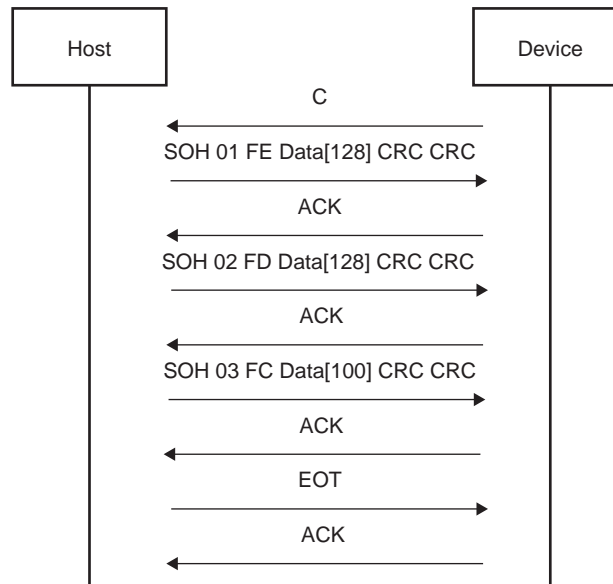 Host
Device
C
SOH 01 FE Data[128] CRC CRC
ACK
SOH 02 FD Data[128] CRC CRC
ACK
SOH 03 FC Data[100] CRC CRC
ACK
EOT
ACK